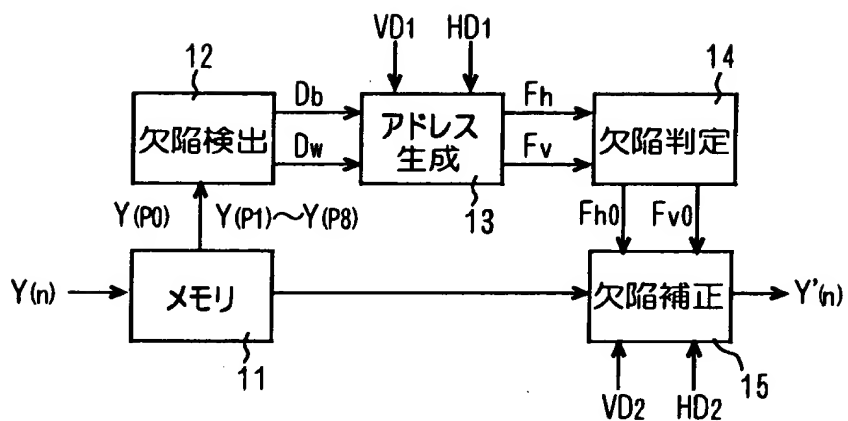 VD1 HD1
12
14
欠陥検出
Db
Dw
アドレス
生成
Fh
Fv
欠陥判定
13
Y(P0) Y(P1)〜Y(P8)
Fh0 Fv0
Y(n)
メモリ
欠陥補正
Y'(n)
11
15
VD2 HD2